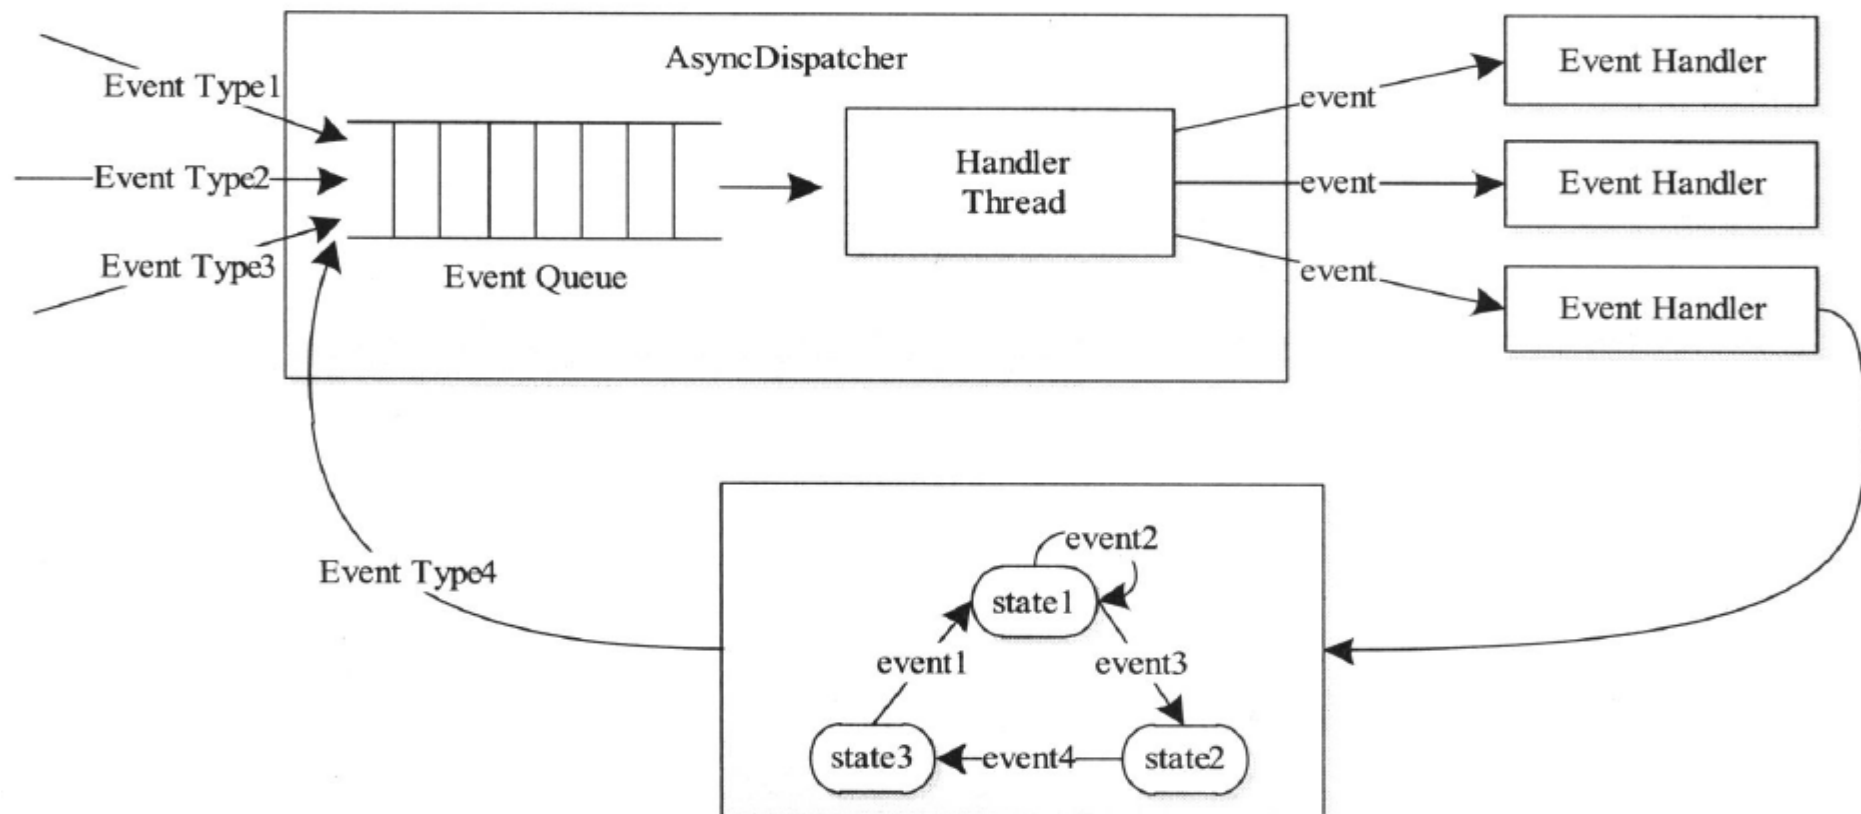 AsyncDispatcher
Event Type1
Event Type2
Event Type3
Event Queue
Handler
Thread
event
event
event
Event Handler
Event Handler
Event Handler
Event Type4
event2
state1
event1
event3
state3
event4
state2